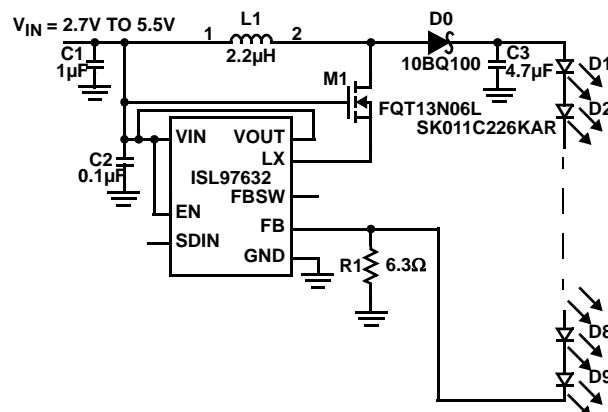 VIN = 2.7V TO 5.5V
C1
1µF
1
L1
2
2.2µH
D0
10BQ100
C3
4.7µF
D1
D2
M1
FQT13N06L
SK011C226KAR
C2
0.1µF
VIN
VOUT
LX
ISL97632
FBSW
EN
FB
SDIN
GND
R1
6.3Ω
D8
D9